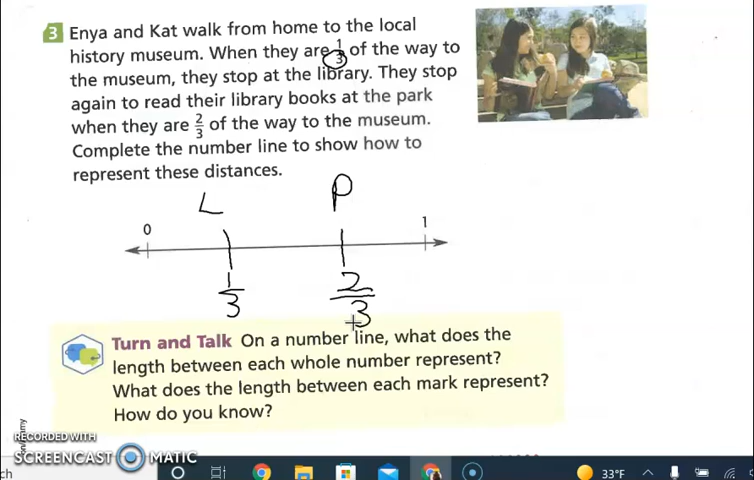 3 Enya and Kat walk from home to the local
history museum. When they are 1/3 of the way to
the museum, they stop at the library. They stop
again to read their library books at the park
when they are 2/3 of the way to the museum.
Complete the number line to show how to
represent these distances.
L P
0 1
1/3 2/3
Turn and Talk On a number line, what does the
length between each whole number represent?
What does the length between each mark represent?
How do you know?
RECORDED WITH
SCREENCAST MATIC
ch 33°F